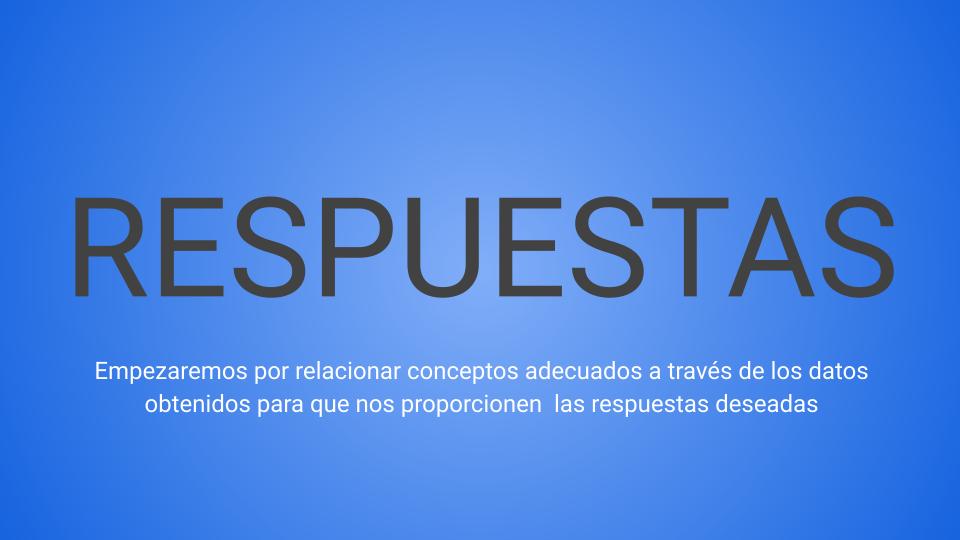 RESPUESTAS
Empezaremos por relacionar conceptos adecuados a través de los datos
obtenidos para que nos proporcionen  las respuestas deseadas